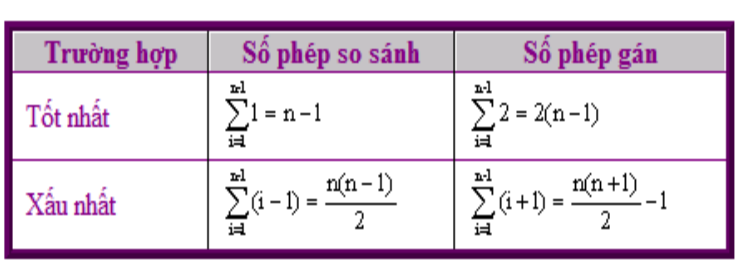 Trường hợp Số phép so sánh Số phép gán
Tốt nhất \sum_{i=1}^{n-1} 1 = n - 1 \sum_{i=1}^{n-1} 2 = 2(n - 1)
Xấu nhất \sum_{i=1}^{n-1} (i - 1) = \frac{n(n - 1)}{2} \sum_{i=1}^{n-1} (i + 1) = \frac{n(n + 1)}{2} - 1